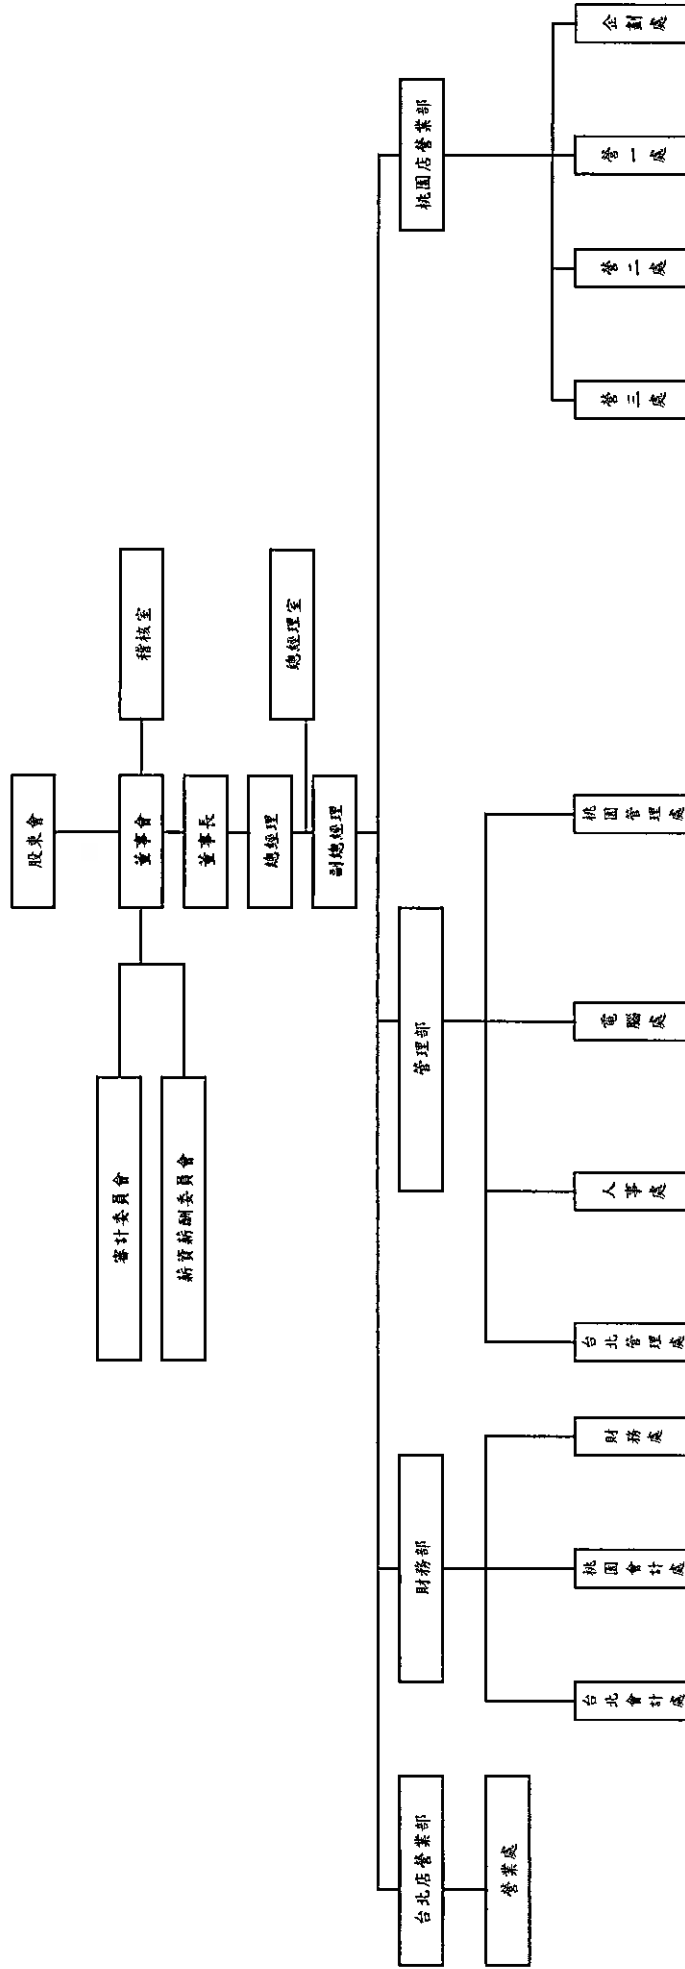 股東會
稽核室
董事會
審計委員會
薪資薪酬委員會
董事長
總經理
總經理室
副總經理
台北店營業部
財務部
管理部
桃園店營業部
營業處
台北會計處
桃園會計處
財務處
台北管理處
人事處
電腦處
桃園管理處
營三處
營二處
營一處
企劃處